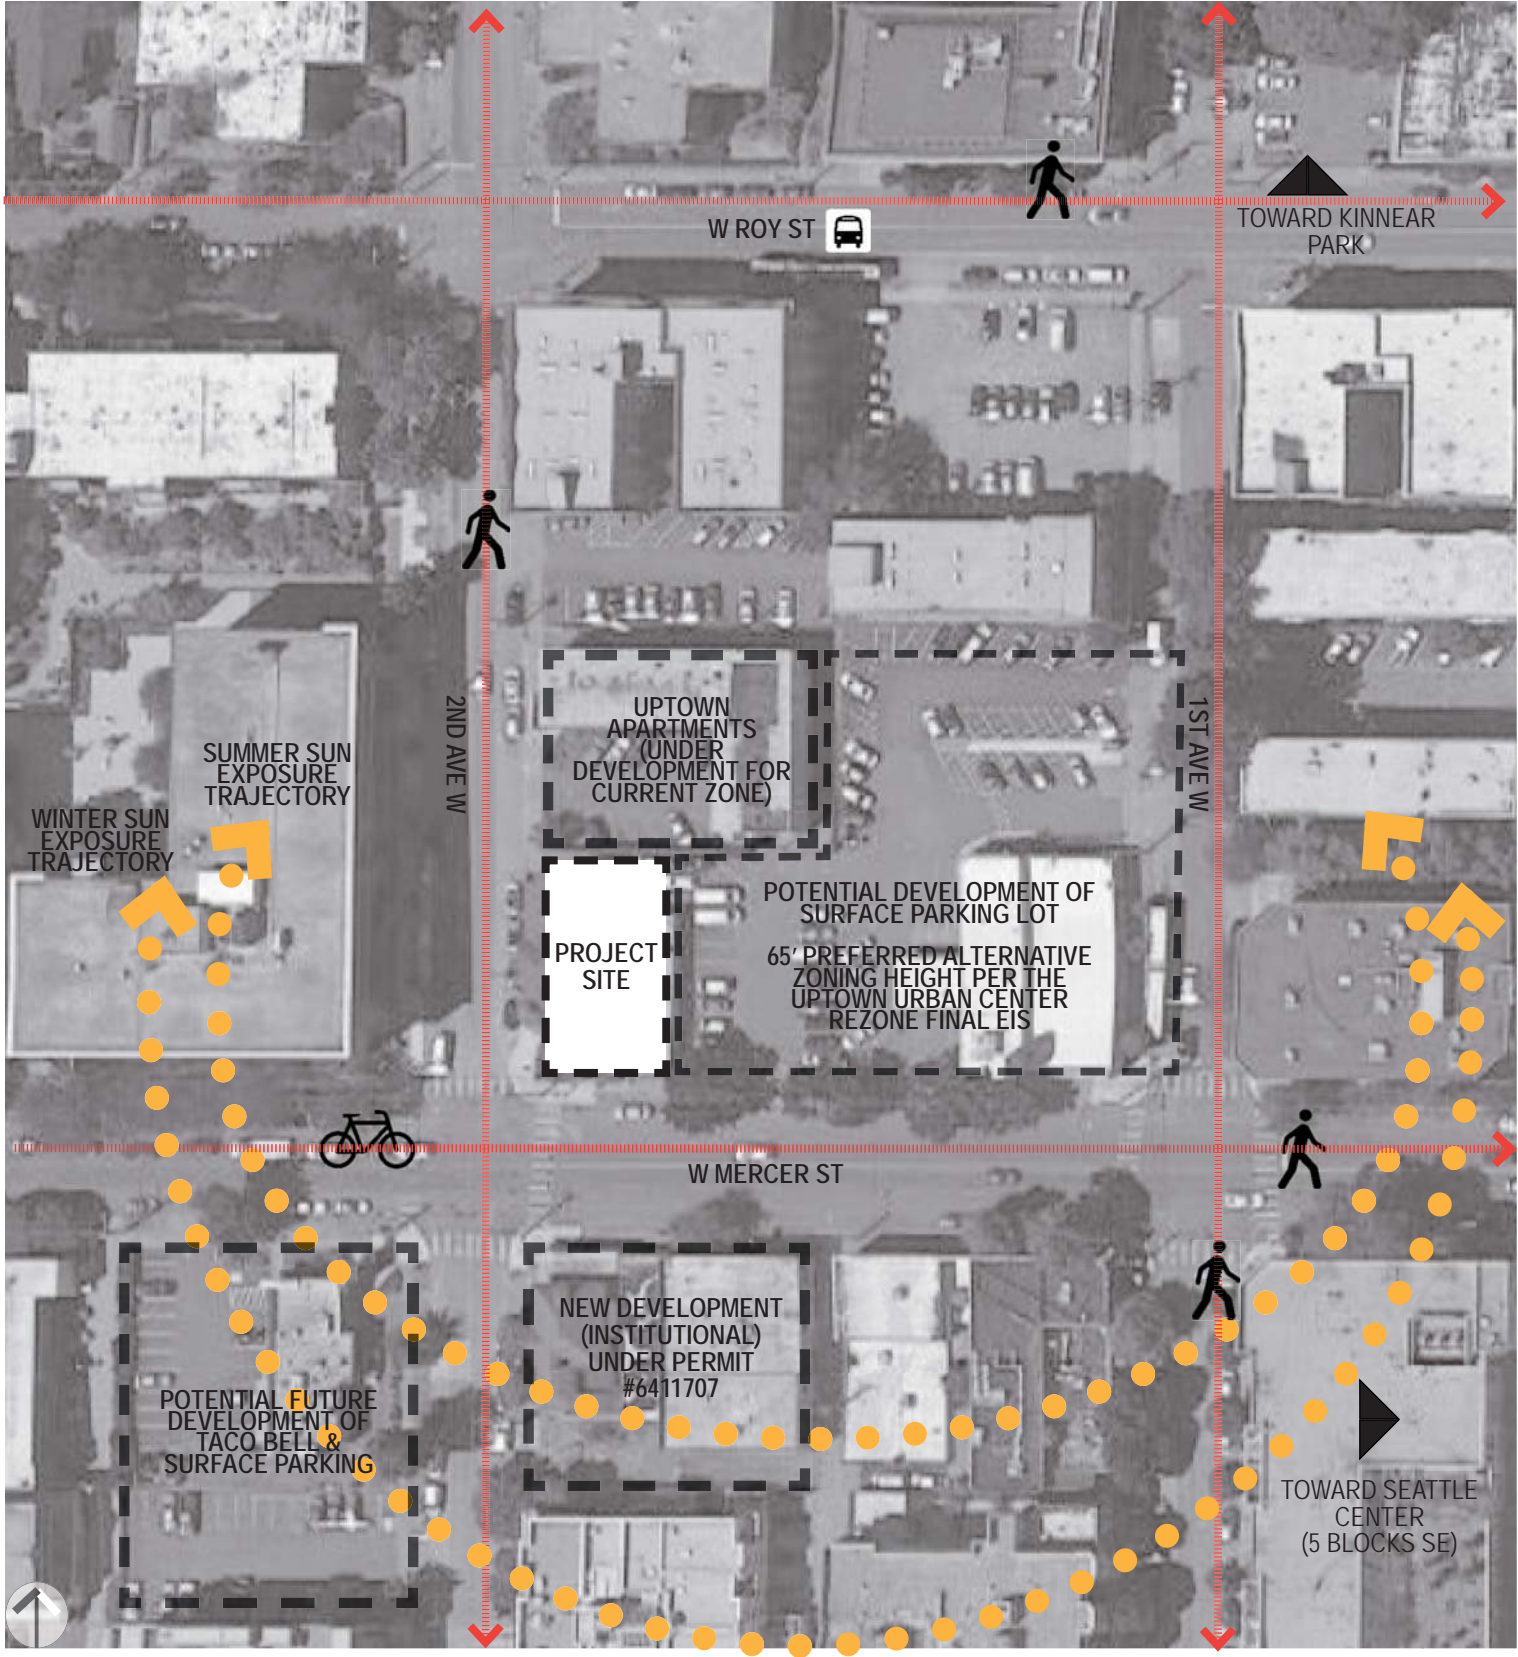 W ROY ST
TOWARD KINNEAR
PARK
2ND AVE W
1ST AVE W
UPTOWN
APARTMENTS
(UNDER
DEVELOPMENT FOR
CURRENT ZONE)
SUMMER SUN
EXPOSURE
TRAJECTORY
WINTER SUN
EXPOSURE
TRAJECTORY
PROJECT
SITE
POTENTIAL DEVELOPMENT OF
SURFACE PARKING LOT
65' PREFERRED ALTERNATIVE
ZONING HEIGHT PER THE
UPTOWN URBAN CENTER
REZONE FINAL EIS
W MERCER ST
NEW DEVELOPMENT
(INSTITUTIONAL)
UNDER PERMIT
#6411707
POTENTIAL FUTURE
DEVELOPMENT OF
TACO BELL &
SURFACE PARKING
TOWARD SEATTLE
CENTER
(5 BLOCKS SE)